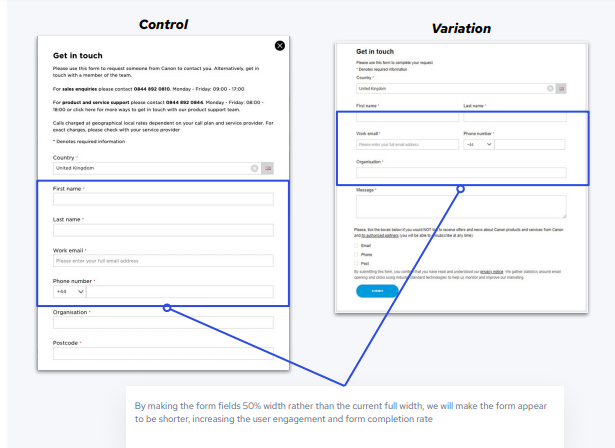 Control
Variation
Get in touch
Please use this form to request someone from Canon to contact you. Alternatively, get in
touch with a member of the team.
For sales enquiries please contact 0844 892 0810. Monday - Friday: 09:00 - 17:00
For product and service support please contact 0844 892 0844. Monday - Friday: 08:00 -
18:00 or click here for more ways to get in touch with our product support team.
Calls charged at geographical local rates dependent on your call plan and service provider. For
exact charges, please check with your service provider
* Denotes required information
Country *
United Kingdom
First name *
Last name *
Work email *
Please enter your full email address
Phone number *
+44
Organisation *
Postcode *
Get in touch
Please use this form to complete your request.
* Denotes required information
Country *
United Kingdom
First name *
Last name *
Work email *
Phone number *
Please enter your full email address
+44
Organisation *
Message *
Please, tick the boxes below if you would NOT like to receive offers and news about Canon products and services from Canon
and its authorized partners (you will be able to unsubscribe at any time):
Email
Phone
Post
By submitting this form, you confirm that you have read and understood our privacy notice. We gather statistics around email
opening and clicks using industry standard technologies to help us monitor and improve our marketing.
SUBMIT
By making the form fields 50% width rather than the current full width, we will make the form appear
to be shorter, increasing the user engagement and form completion rate